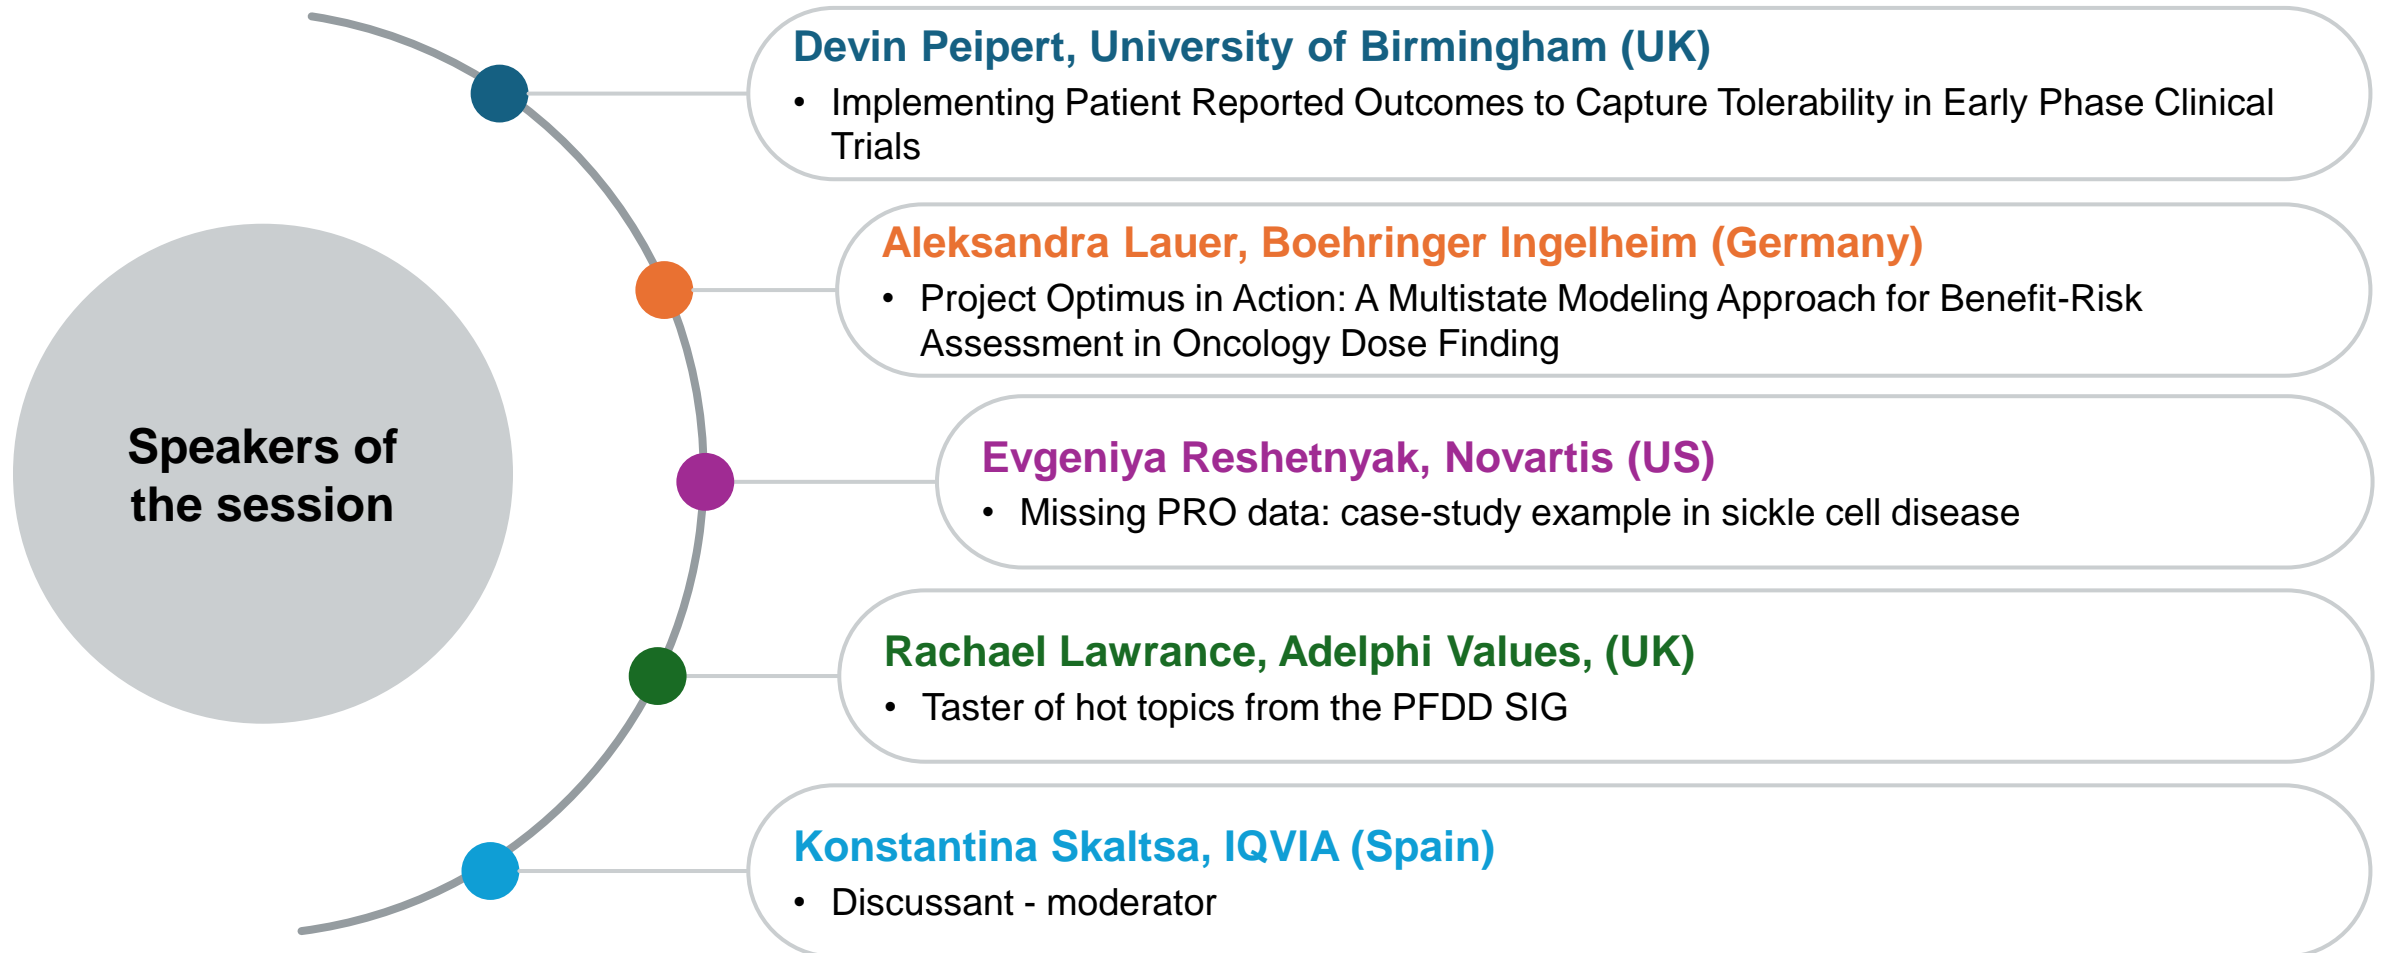 Devin Peipert, University of Birmingham (UK)
• Implementing Patient Reported Outcomes to Capture Tolerability in Early Phase Clinical
Trials
Aleksandra Lauer, Boehringer Ingelheim (Germany)
• Project Optimus in Action: A Multistate Modeling Approach for Benefit-Risk
Assessment in Oncology Dose Finding
Speakers of
the session
Evgeniya Reshetnyak, Novartis (US)
• Missing PRO data: case-study example in sickle cell disease
Rachael Lawrance, Adelphi Values, (UK)
• Taster of hot topics from the PFDD SIG
Konstantina Skaltsa, IQVIA (Spain)
• Discussant - moderator